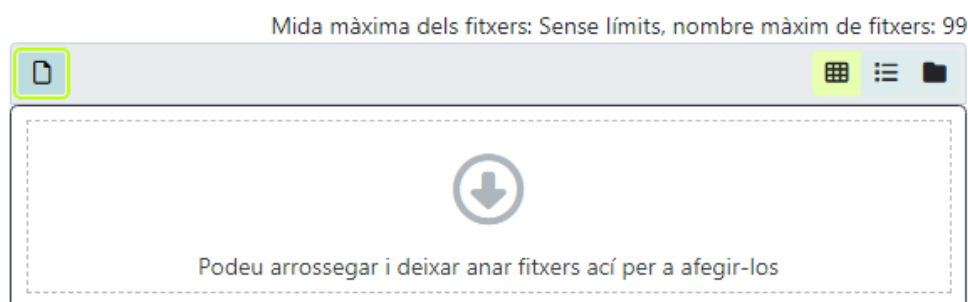 Mida màxima dels fitxers: Sense límits, nombre màxim de fitxers: 99
Podeu arrossegar i deixar anar fitxers ací per a afegir-los